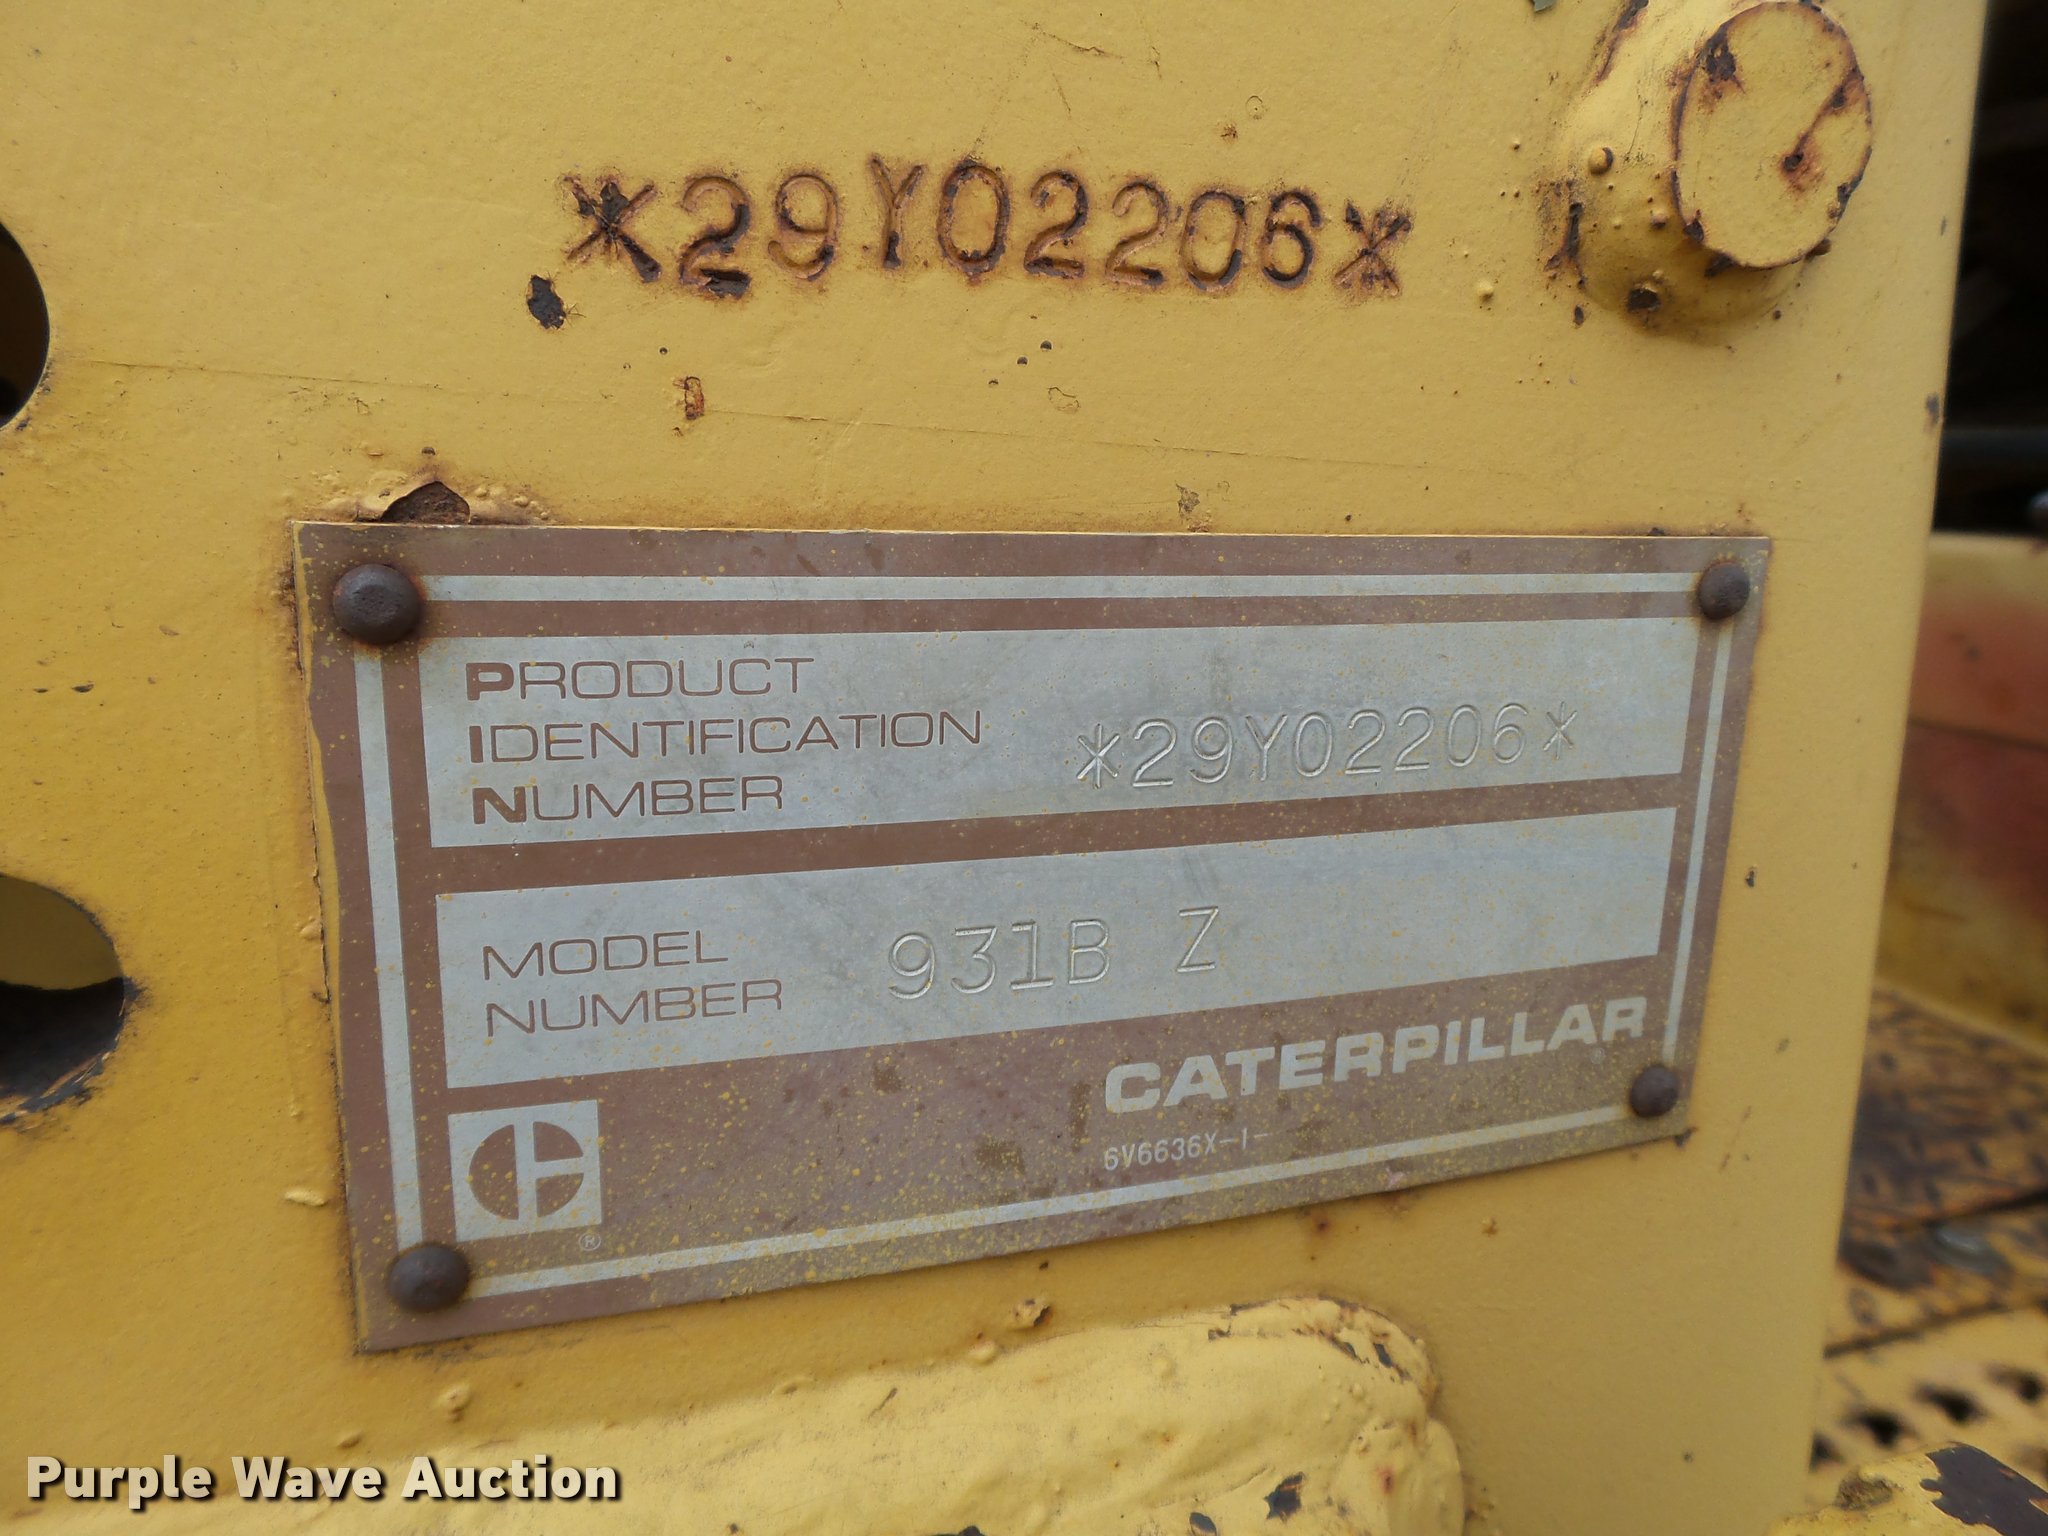 *29Y02206*
PRODUCT
IDENTIFICATION
NUMBER
*29Y02206*
MODEL
NUMBER
931B Z
CATERPILLAR
6V6636X-1-
®
Purple Wave Auction